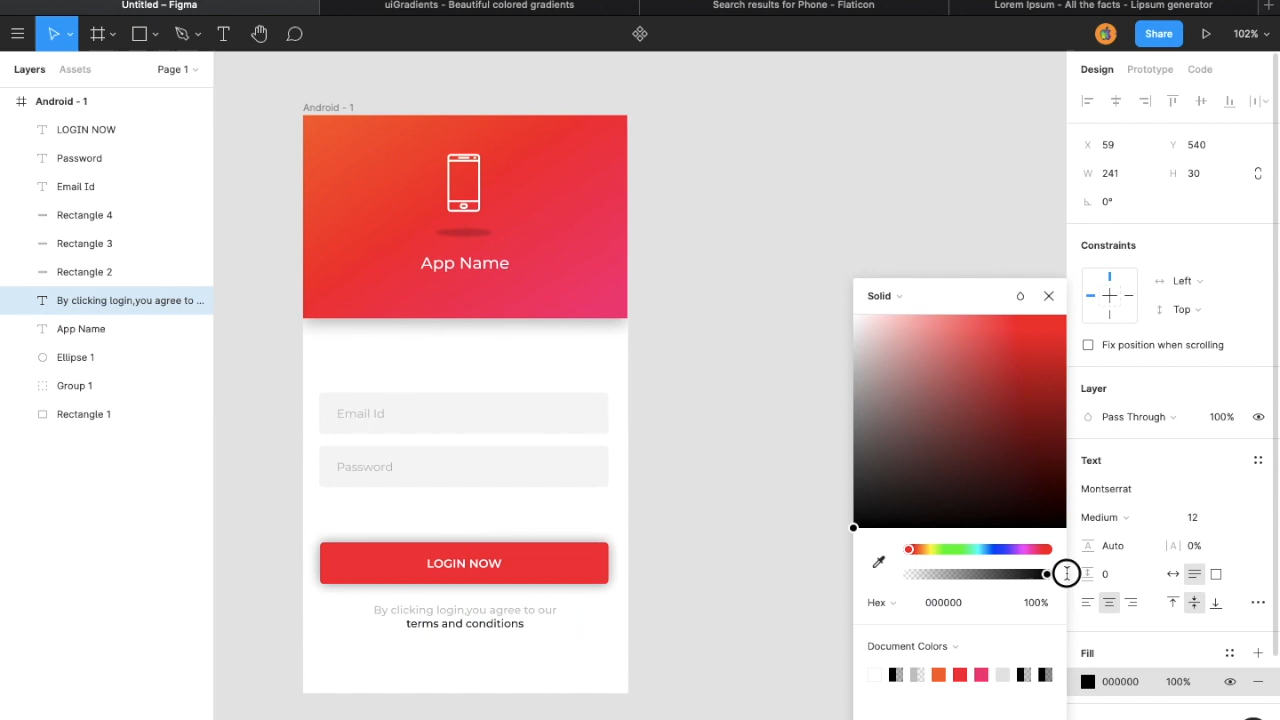 Untitled – Figma
uiGradients - Beautiful colored gradients
Search results for Phone - Flaticon
Lorem Ipsum - All the facts - Lipsum generator
Share
102%
Layers
Assets
Page 1
Android - 1
LOGIN NOW
Password
Email Id
Rectangle 4
Rectangle 3
Rectangle 2
By clicking login,you agree to ...
App Name
Ellipse 1
Group 1
Rectangle 1
Android - 1
App Name
Email Id
Password
LOGIN NOW
By clicking login,you agree to our
terms and conditions
Solid
Hex 000000 100%
Document Colors
Design Prototype Code
X 59 Y 540
W 241 H 30
0°
Constraints
Left
Top
Fix position when scrolling
Layer
Pass Through 100%
Text
Montserrat
Medium 12
A Auto |A| 0%
0
Fill
000000 100%